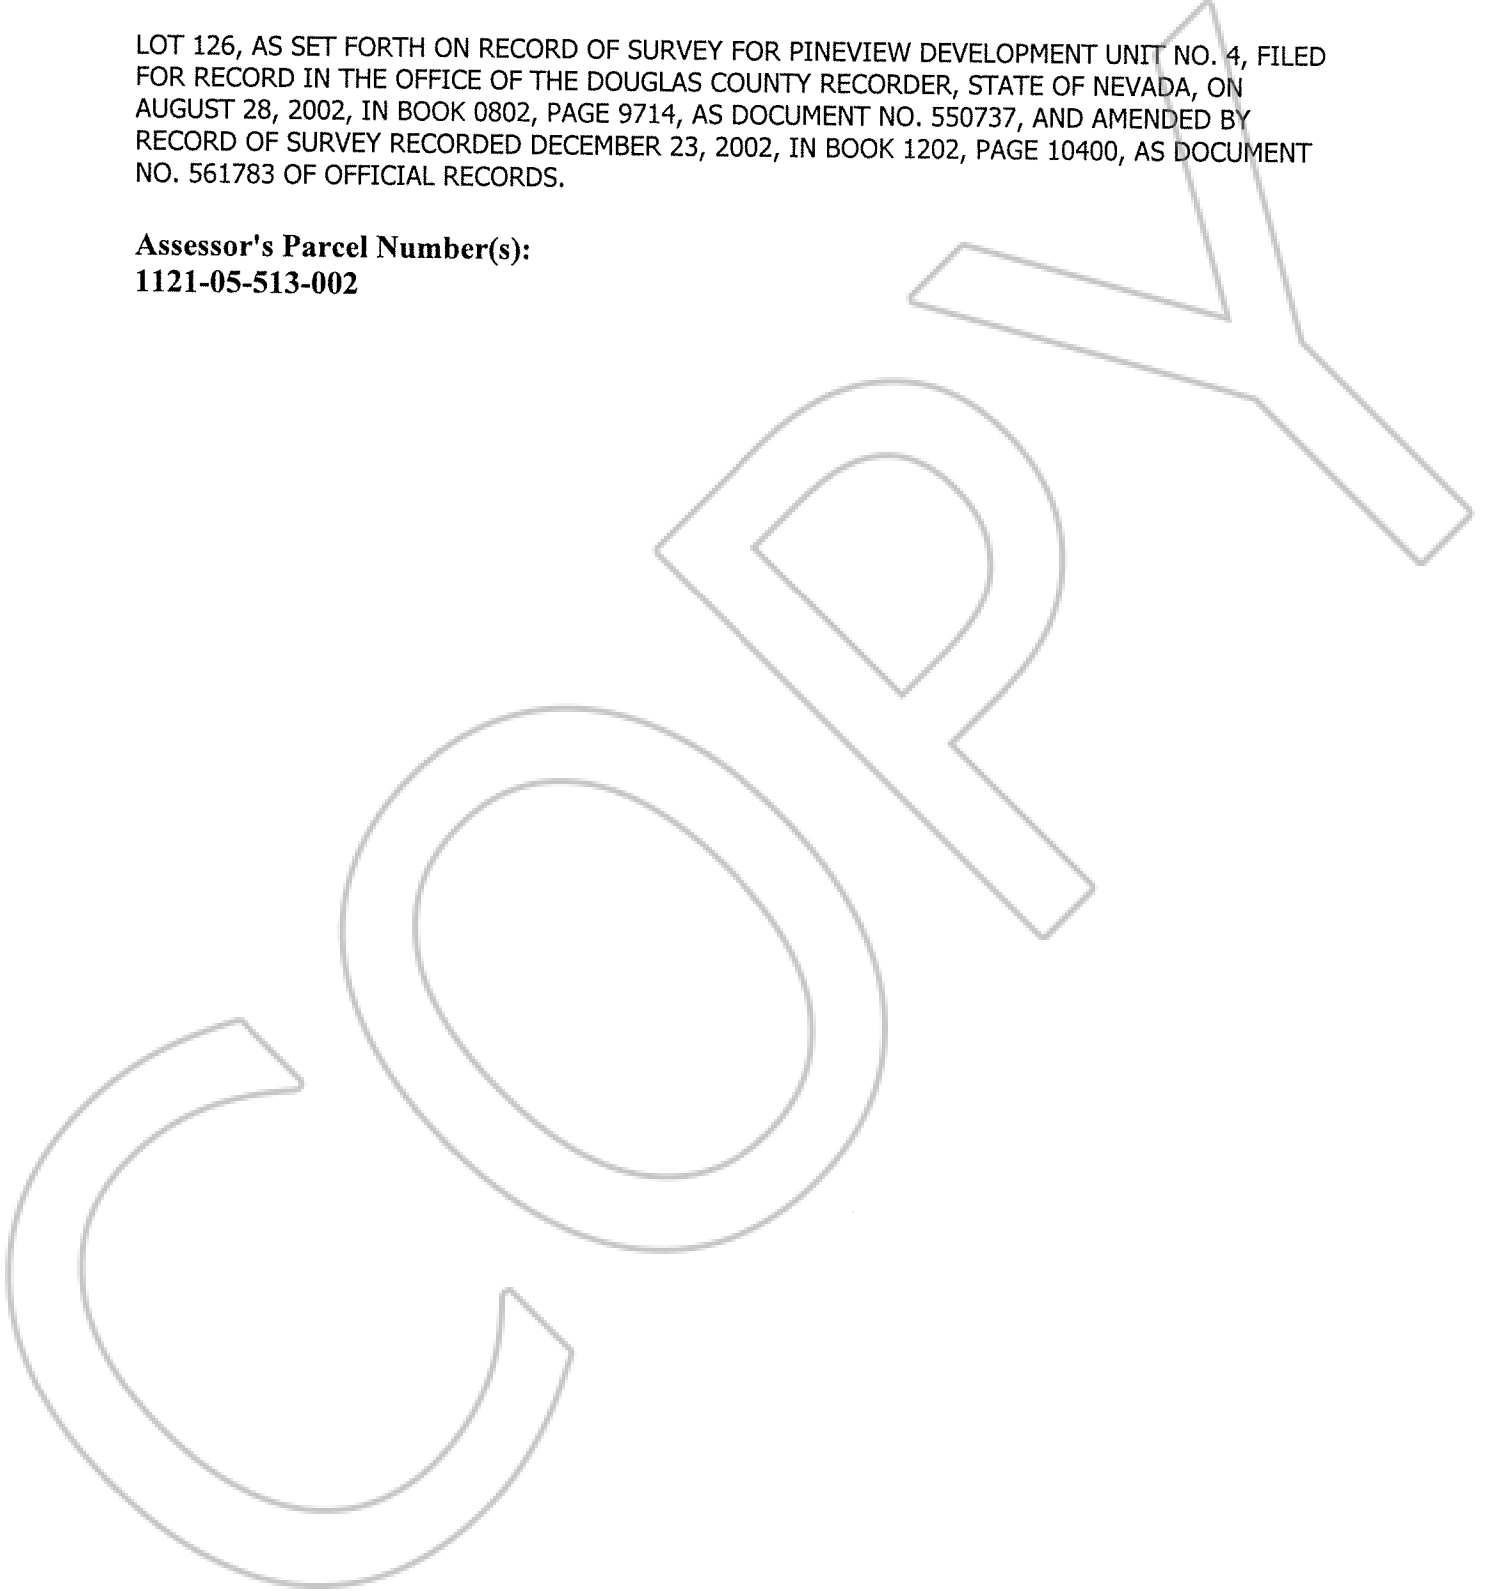 LOT 126, AS SET FORTH ON RECORD OF SURVEY FOR PINEVIEW DEVELOPMENT UNIT NO. 4, FILED
FOR RECORD IN THE OFFICE OF THE DOUGLAS COUNTY RECORDER, STATE OF NEVADA, ON
AUGUST 28, 2002, IN BOOK 0802, PAGE 9714, AS DOCUMENT NO. 550737, AND AMENDED BY
RECORD OF SURVEY RECORDED DECEMBER 23, 2002, IN BOOK 1202, PAGE 10400, AS DOCUMENT
NO. 561783 OF OFFICIAL RECORDS.
Assessor's Parcel Number(s):
1121-05-513-002
COPY